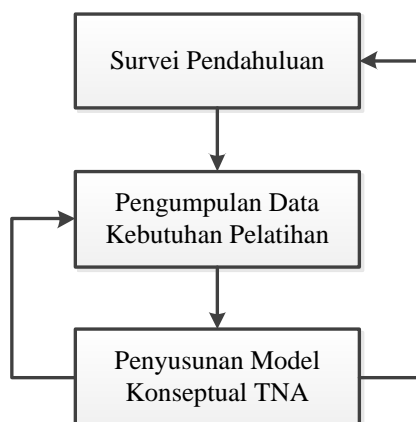 Survei Pendahuluan
Pengumpulan Data
Kebutuhan Pelatihan
Penyusunan Model
Konseptual TNA